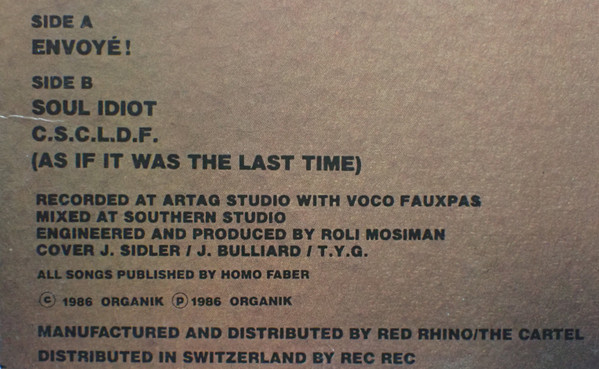 SIDE A
ENVOYÉ!
SIDE B
SOUL IDIOT
C.S.C.L.D.F.
(AS IF IT WAS THE LAST TIME)
RECORDED AT ARTAG STUDIO WITH VOCO FAUXPAS
MIXED AT SOUTHERN STUDIO
ENGINEERED AND PRODUCED BY ROLI MOSIMAN
COVER J. SIDLER / J. BULLIARD / T.Y.G.
ALL SONGS PUBLISHED BY HOMO FABER
© 1986 ORGANIK ℗ 1986 ORGANIK
MANUFACTURED AND DISTRIBUTED BY RED RHINO/THE CARTEL
DISTRIBUTED IN SWITZERLAND BY REC REC